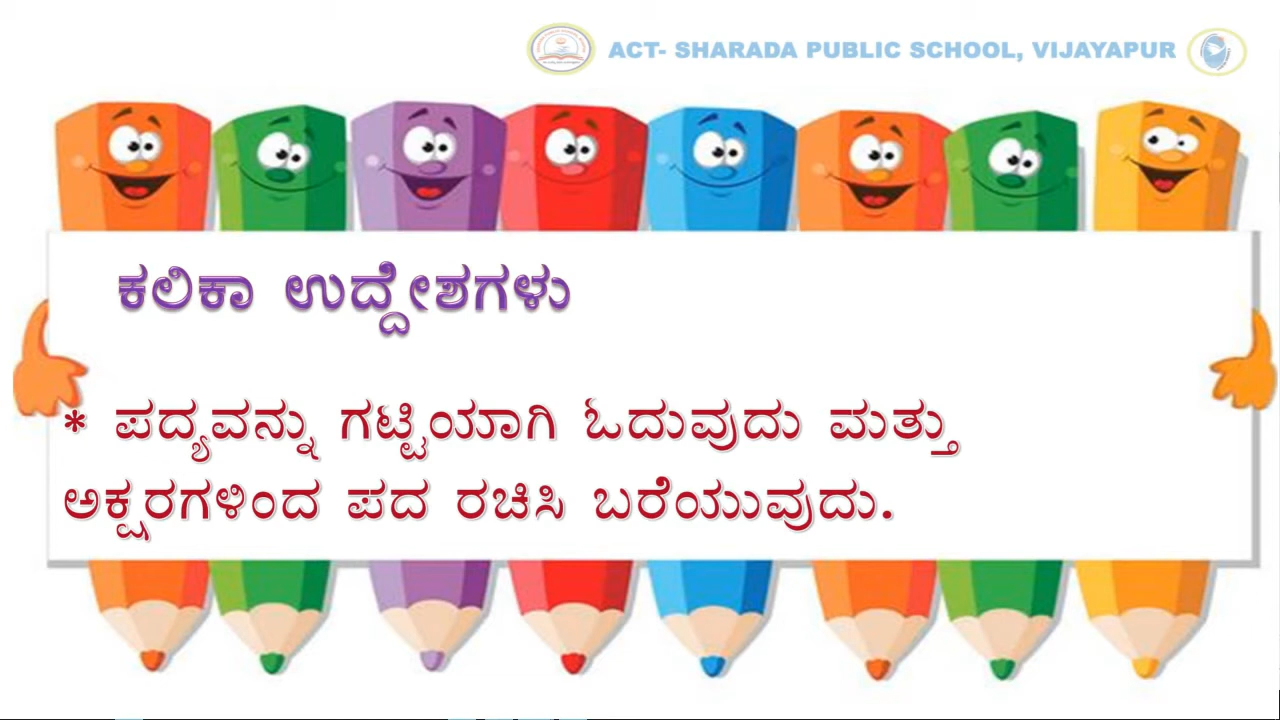 ACT- SHARADA PUBLIC SCHOOL, VIJAYAPUR
ಕಲಿಕಾ ಉದ್ದೇಶಗಳು
* ಪದ್ಯವನ್ನು ಗಟ್ಟಿಯಾಗಿ ಓದುವುದು ಮತ್ತು
ಅಕ್ಷರಗಳಿಂದ ಪದ ರಚಿಸಿ ಬರೆಯುವುದು.